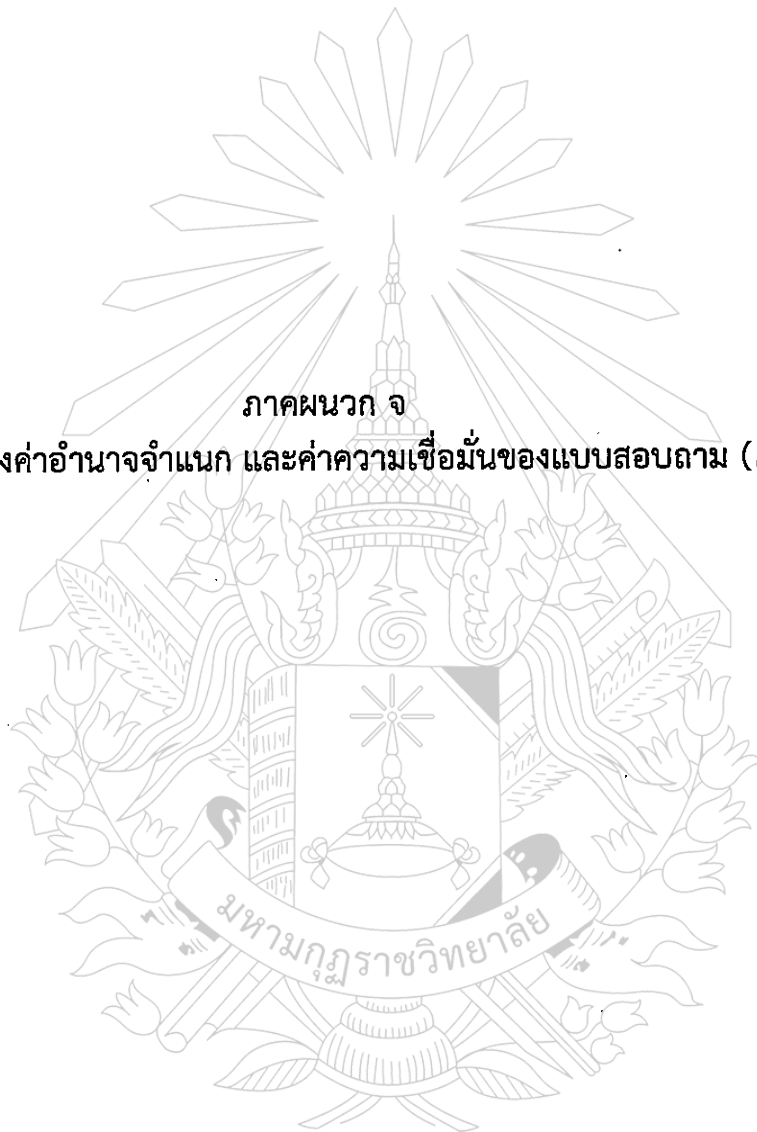 ภาคผนวก จ
งค่าอำนาจจำแนก และค่าความเชื่อมั่นของแบบสอบถาม (
มหามกุฏราชวิทยาลัย